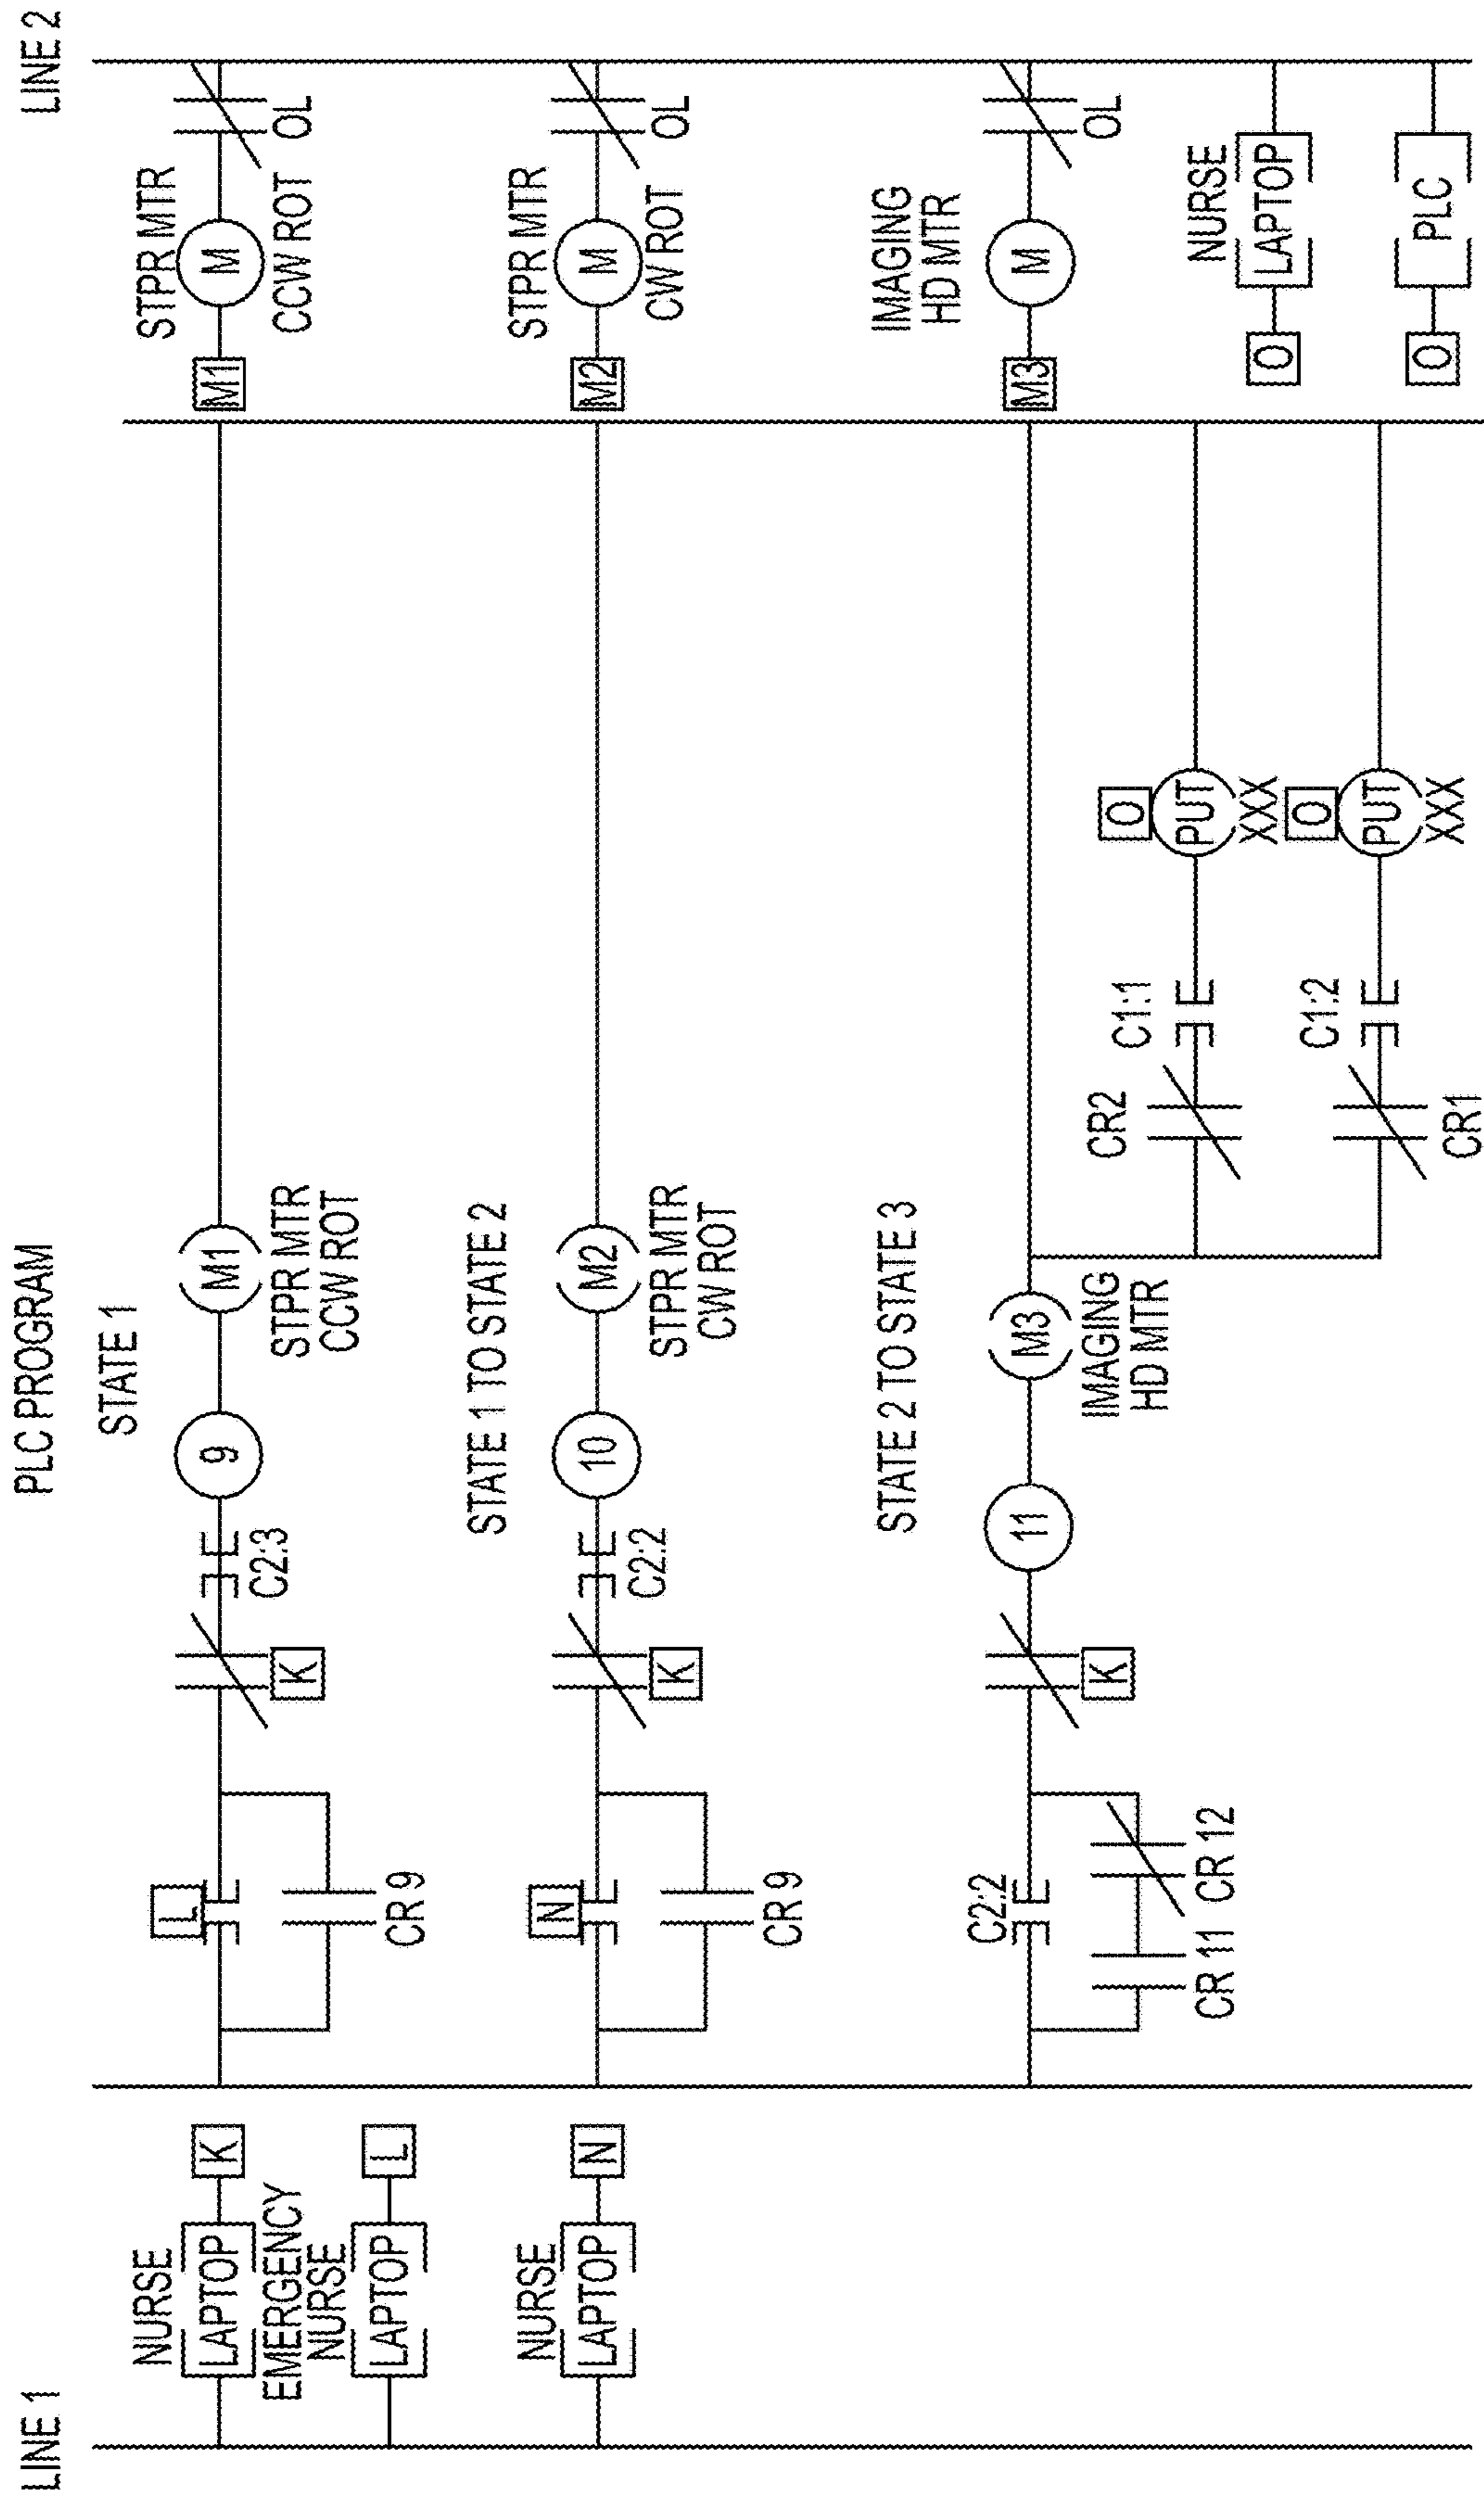 LINE 1
PLC PROGRAM
LINE 2
STATE 1
NURSE
LAPTOP
K
EMERGENCY
NURSE
LAPTOP
L
L
CR 9
K
C2:3
9
M1
STPR MTR
CCW ROT
M1
STPR MTR
M
CCW ROT
OL
STATE 1 TO STATE 2
NURSE
LAPTOP
N
N
CR 9
K
C2:2
10
M2
STPR MTR
CW ROT
M2
STPR MTR
M
CW ROT
OL
STATE 2 TO STATE 3
C2:2
CR 11
CR 12
K
11
M3
IMAGING
HD MTR
M3
IMAGING
HD MTR
M
OL
CR2
C1:1
O
PUT
XXX
O
NURSE
LAPTOP
CR1
C1:2
O
PUT
XXX
O
PLC